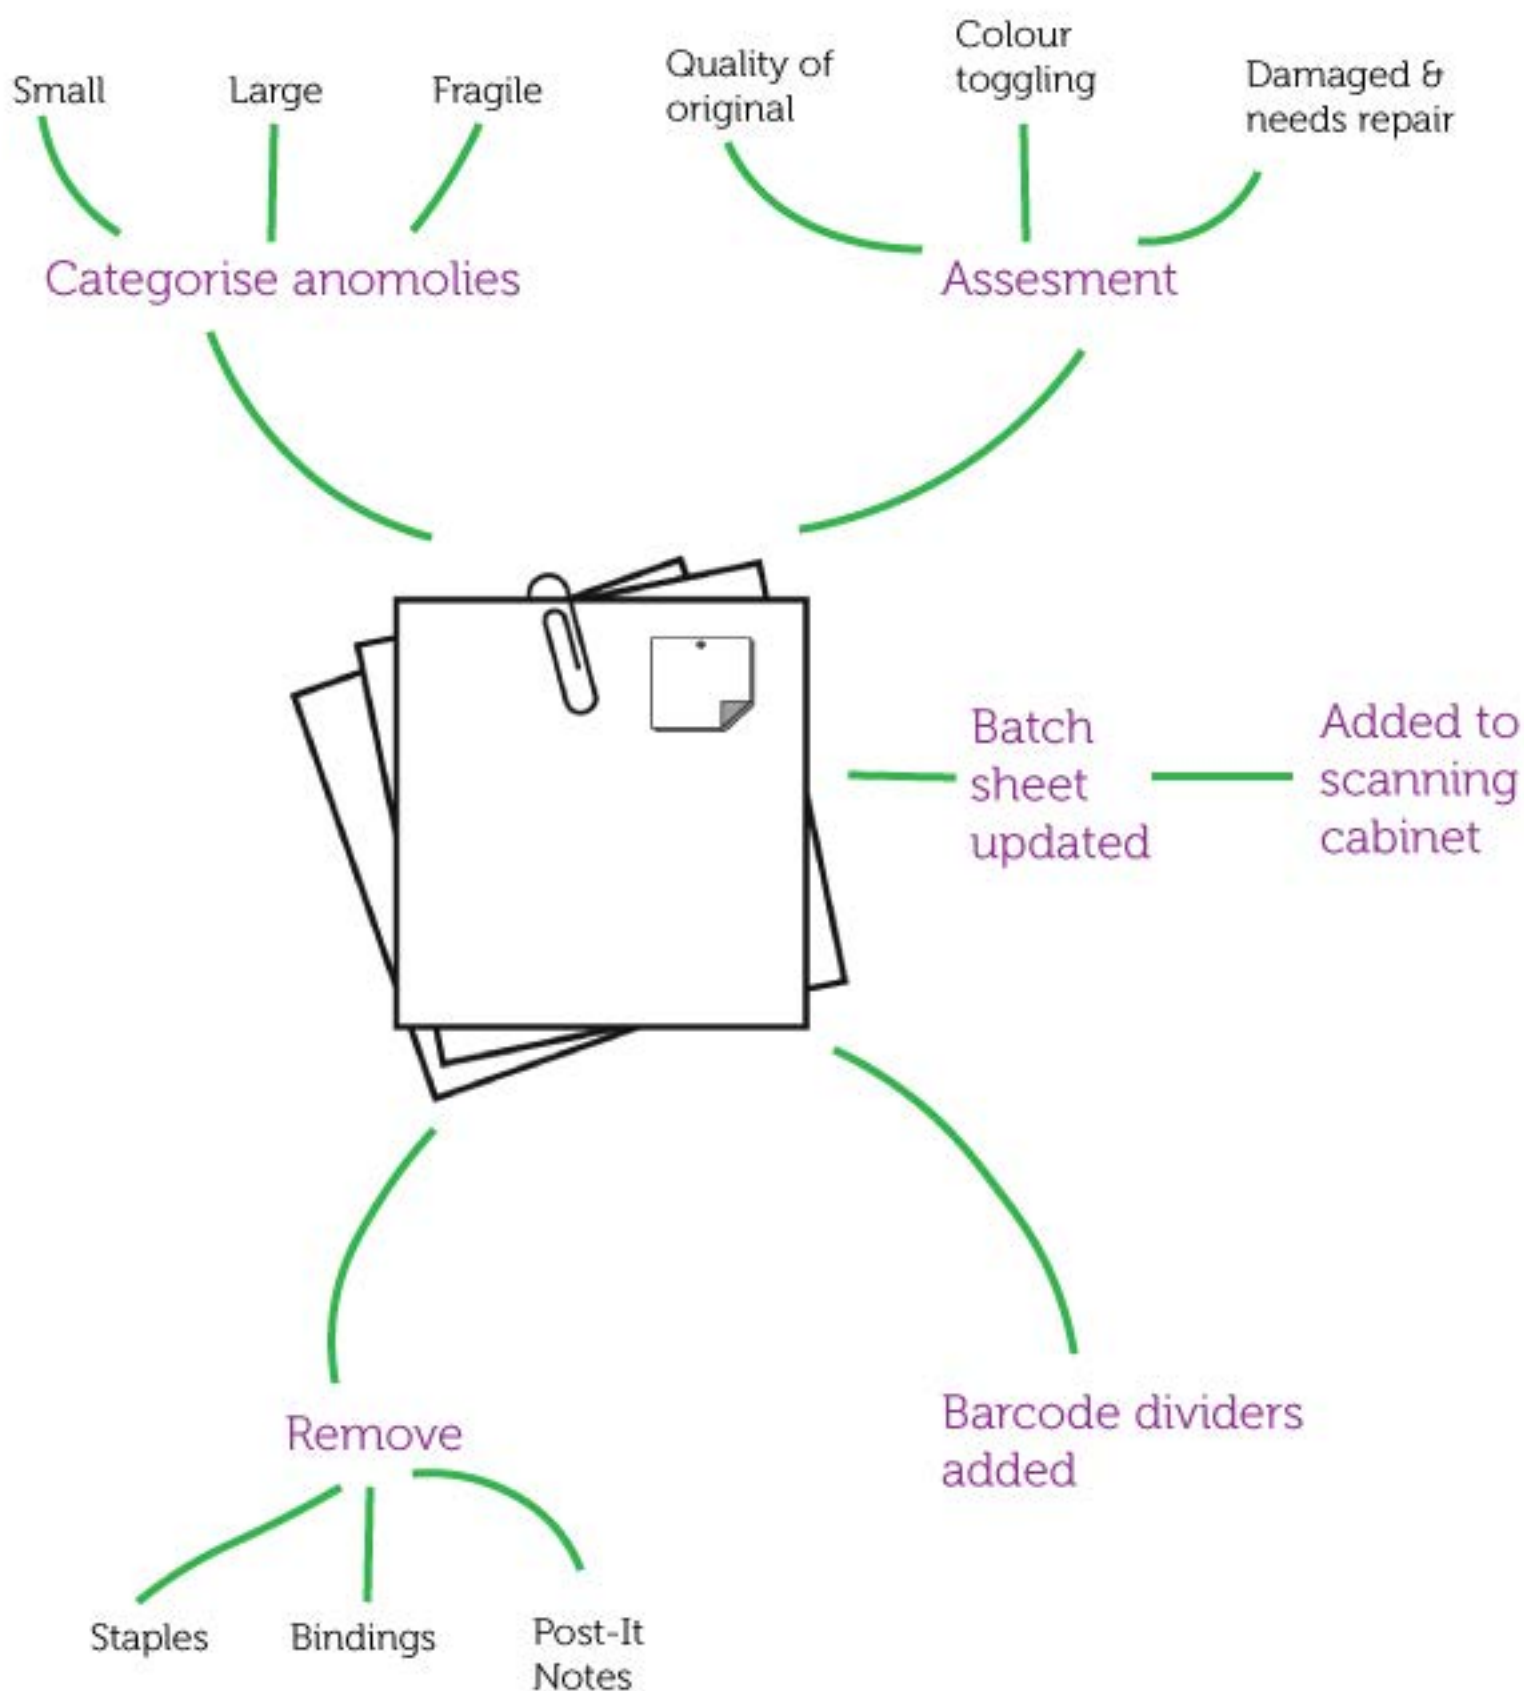 Small
Large
Fragile
Quality of
original
Colour
toggling
Damaged &
needs repair
Categorise anomolies
Assesment
Batch
sheet
updated
Added to
scanning
cabinet
Remove
Barcode dividers
added
Staples
Bindings
Post-It
Notes